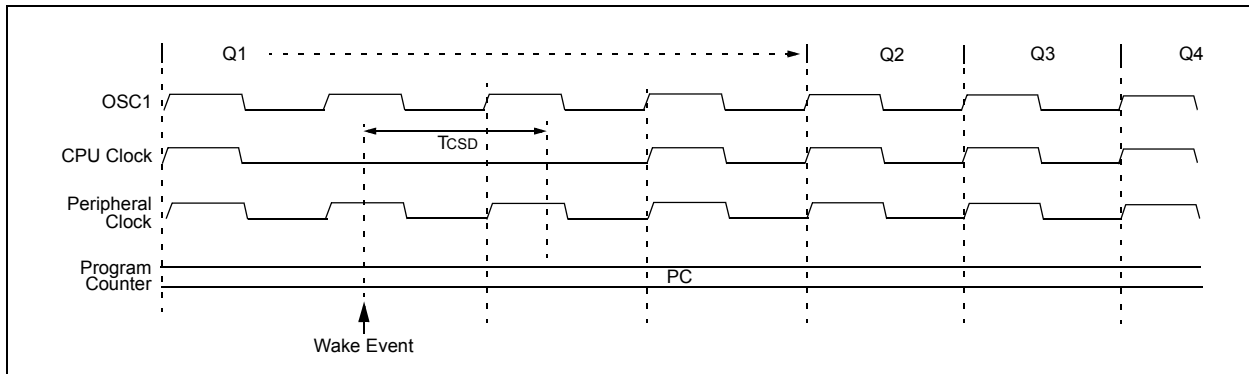 Q1
Q2
Q3
Q4
OSC1
TCSD
CPU Clock
Peripheral
Clock
Program
Counter
PC
Wake Event